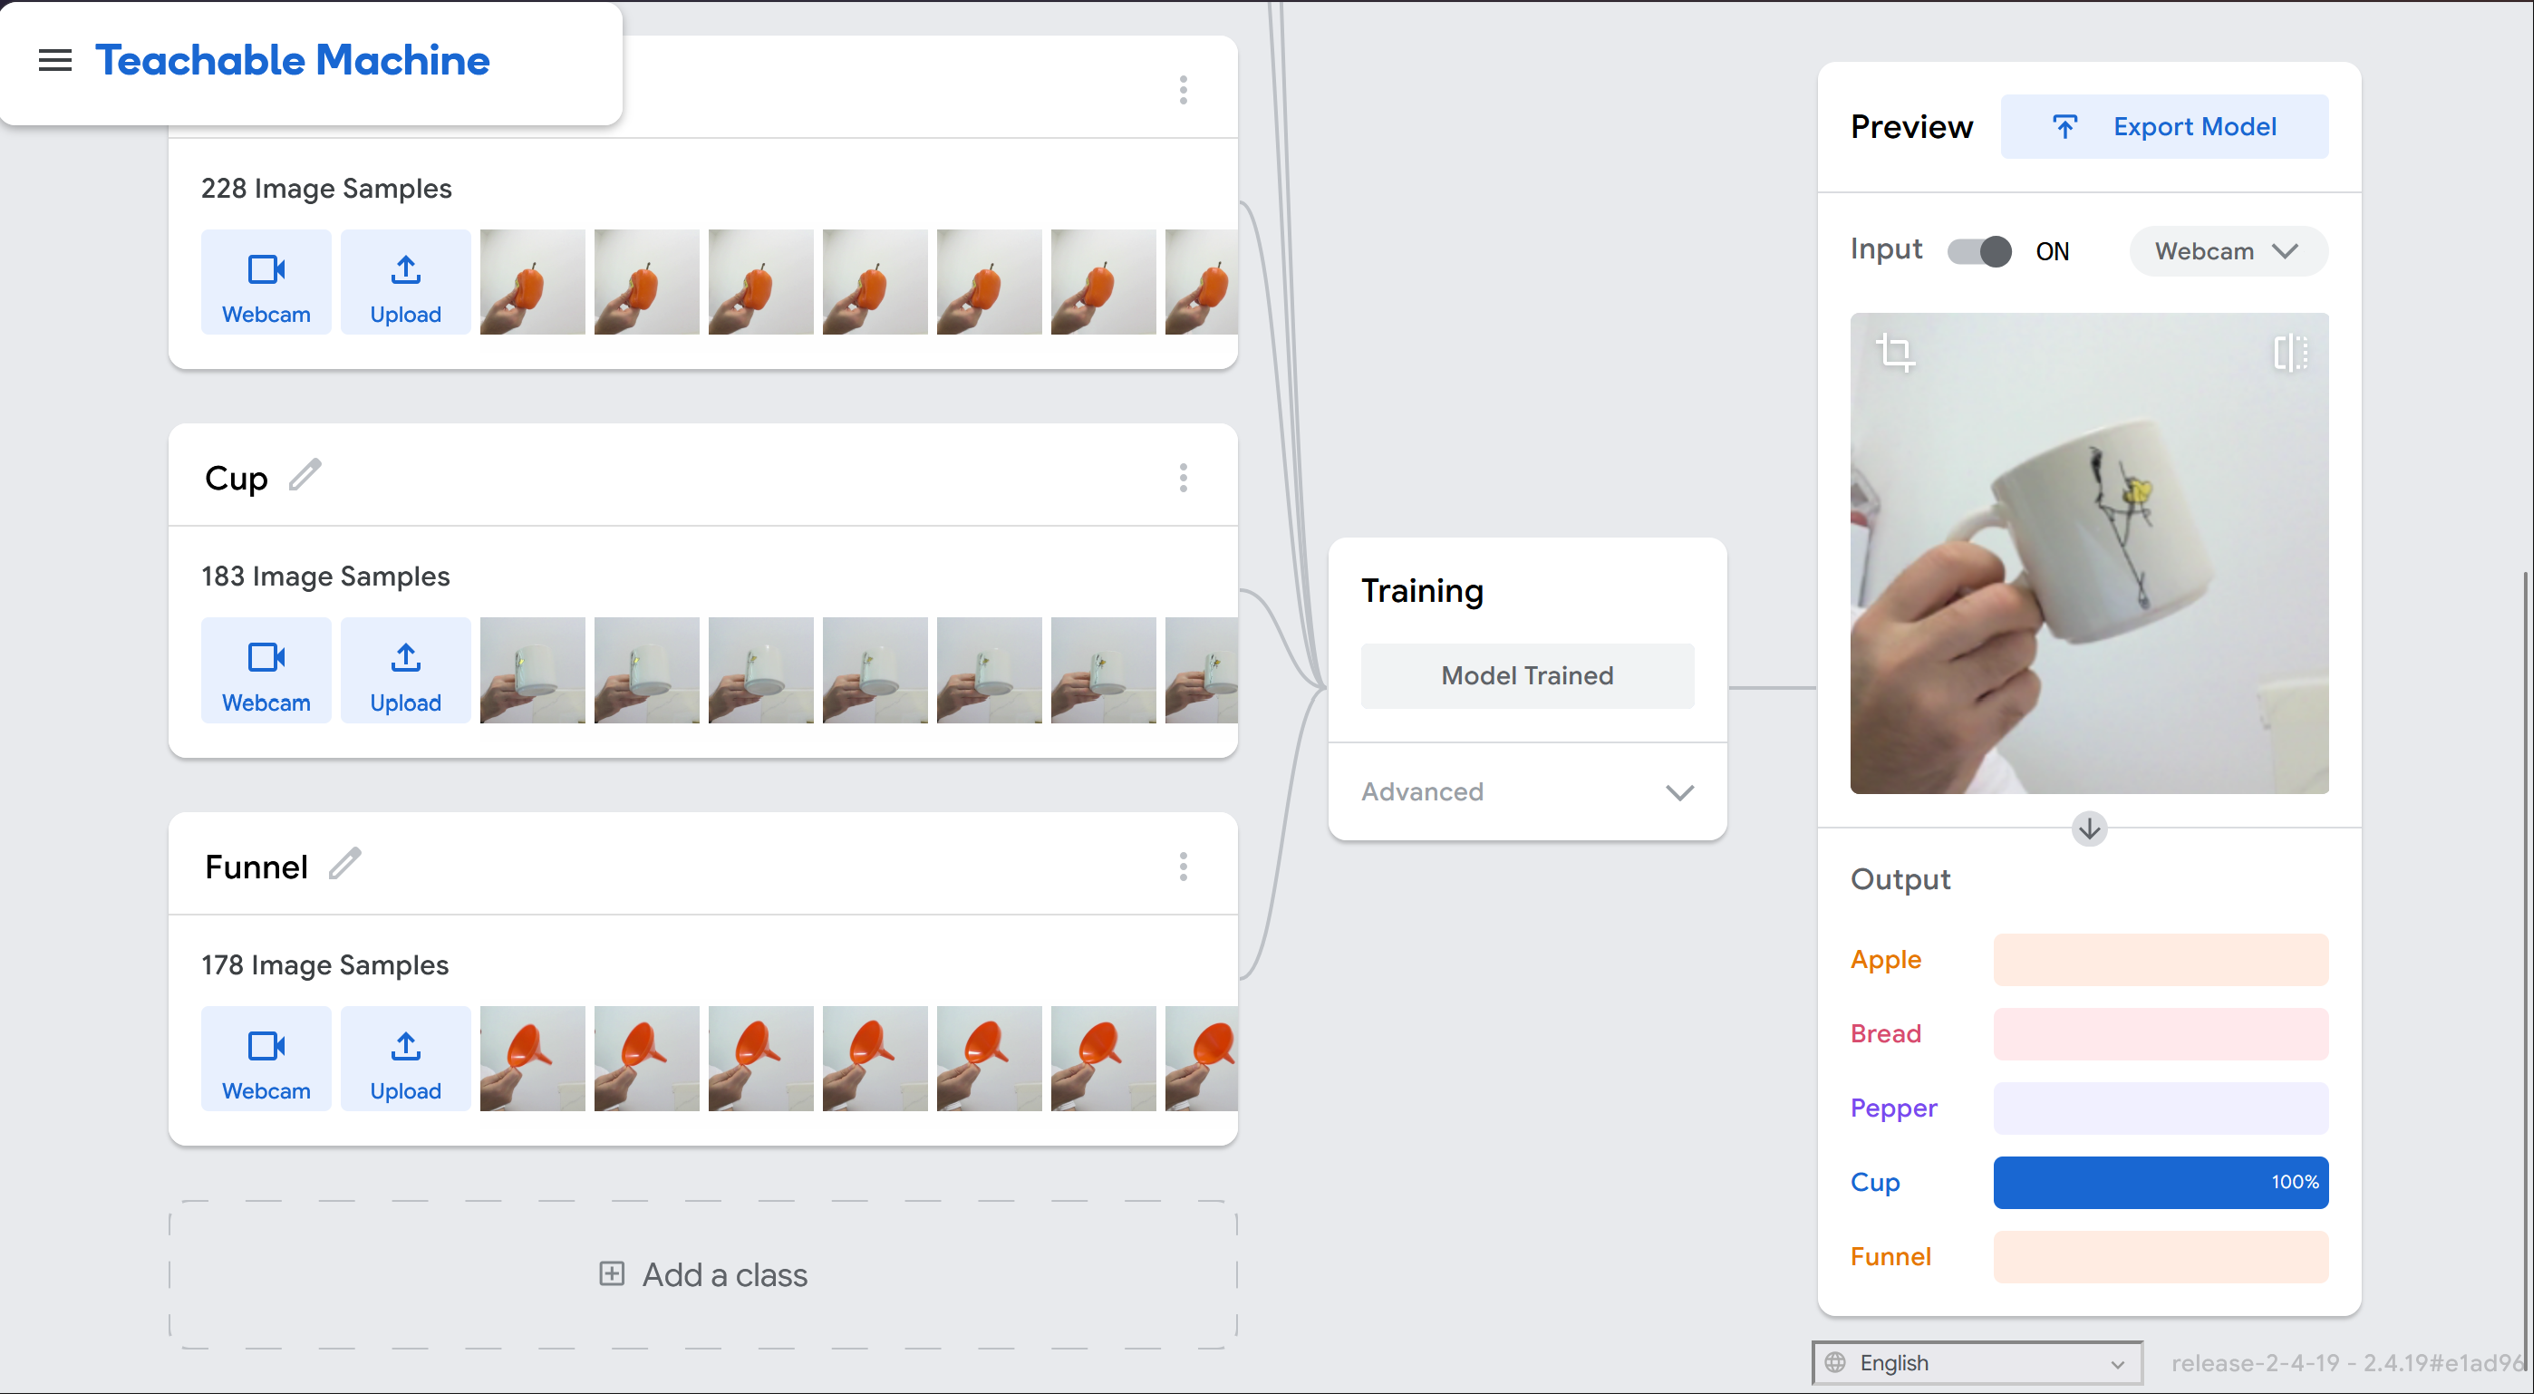 Teachable Machine
228 Image Samples
Webcam
Upload
Cup
183 Image Samples
Webcam
Upload
Funnel
178 Image Samples
Webcam
Upload
Add a class
Training
Model Trained
Advanced
Preview
Export Model
Input
ON
Webcam
Output
Apple
Bread
Pepper
Cup
100%
Funnel
English
release-2-4-19 - 2.4.19#e1ad96